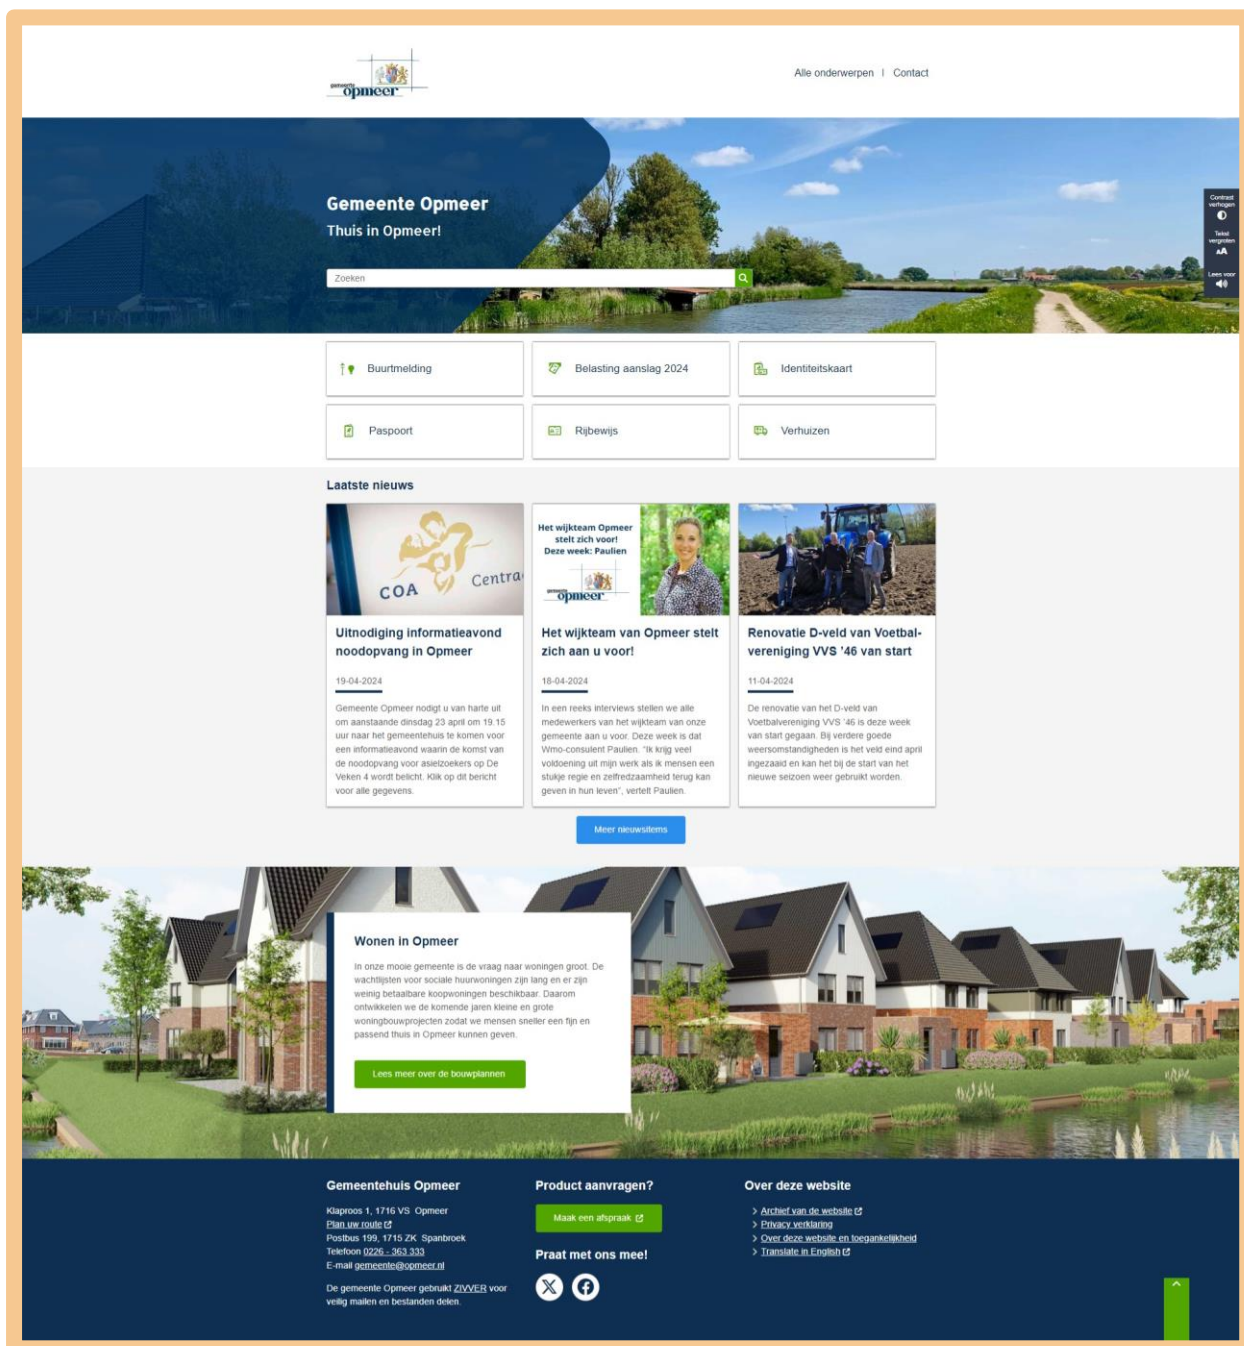 gemeente
opmeer
Alle onderwerpen | Contact
Gemeente Opmeer
Thuis in Opmeer!
Zoeken
Contrast
verhogen
Tekst
vergroten
AA
Lees voor
Buurtmelding
Belasting aanslag 2024
Identiteitskaart
Paspoort
Rijbewijs
Verhuizen
Laatste nieuws
COA
Centra
Uitnodiging informatieavond
noodopvang in Opmeer
19-04-2024
Gemeente Opmeer nodigt u van harte uit
om aanstaande dinsdag 23 april om 19.15
uur naar het gemeentehuis te komen voor
een informatieavond waarin de komst van
de noodopvang voor asielzoekers op De
Veken 4 wordt belicht. Klik op dit bericht
voor alle gegevens.
Het wijkteam Opmeer
stelt zich voor!
Deze week: Paulien
gemeente
opmeer
Het wijkteam van Opmeer stelt
zich aan u voor!
18-04-2024
In een reeks interviews stellen we alle
medewerkers van het wijkteam van onze
gemeente aan u voor. Deze week is dat
Wmo-consulent Paulien. “Ik krijg veel
voldoening uit mijn werk als ik mensen een
stukje regie en zelfredzaamheid terug kan
geven in hun leven”, vertelt Paulien.
Renovatie D-veld van Voetbal-
vereniging VVS '46 van start
11-04-2024
De renovatie van het D-veld van
Voetbalvereniging VVS '46 is deze week
van start gegaan. Bij verdere goede
weersomstandigheden is het veld eind april
ingezaaid en kan het bij de start van het
nieuwe seizoen weer gebruikt worden.
Meer nieuwsitems
Wonen in Opmeer
In onze mooie gemeente is de vraag naar woningen groot. De
wachtlijsten voor sociale huurwoningen zijn lang en er zijn
weinig betaalbare koopwoningen beschikbaar. Daarom
ontwikkelen we de komende jaren kleine en grote
woningbouwprojecten zodat we mensen sneller een fijn en
passend thuis in Opmeer kunnen geven.
Lees meer over de bouwplannen
Gemeentehuis Opmeer
Klaproos 1, 1716 VS Opmeer
Plan uw route
Postbus 199, 1715 ZK Spanbroek
Telefoon 0226 - 363 333
E-mail gemeente@opmeer.nl
De gemeente Opmeer gebruikt ZIVVER voor
veilig mailen en bestanden delen.
Product aanvragen?
Maak een afspraak
Praat met ons mee!
Over deze website
> Archief van de website
> Privacy verklaring
> Over deze website en toegankelijkheid
> Translate in English